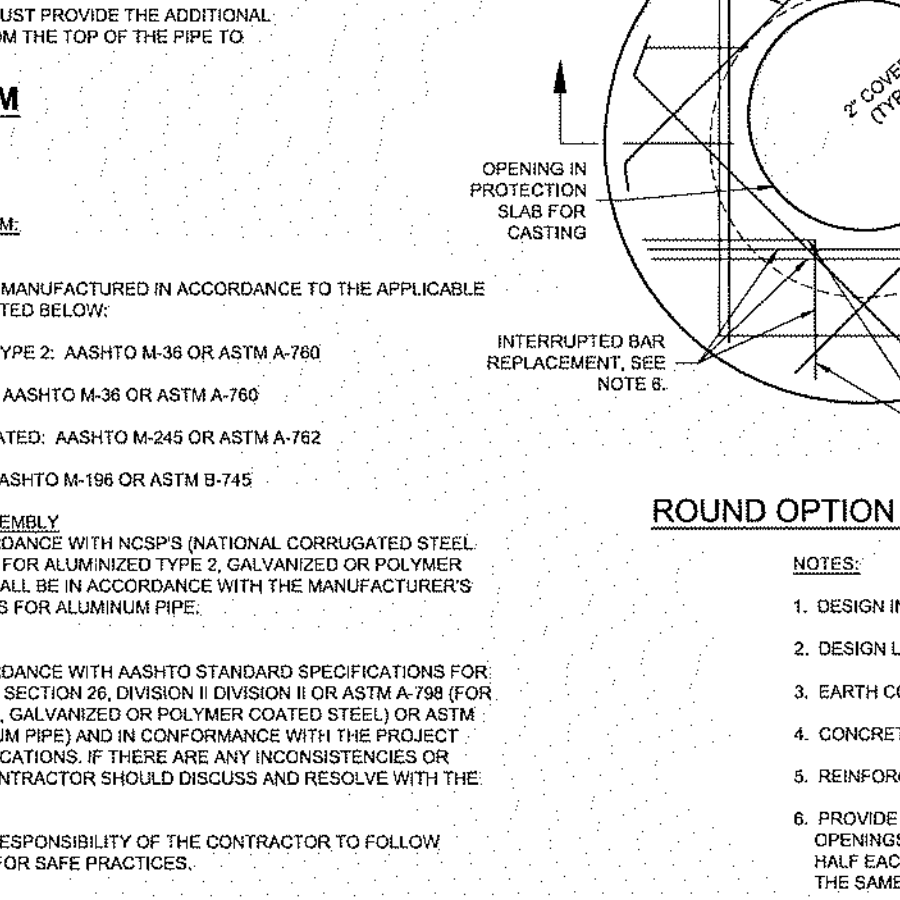 UST PROVIDE THE ADDITIONAL
OM THE TOP OF THE PIPE TO
M
M:
MANUFACTURED IN ACCORDANCE TO THE APPLICABLE
TED BELOW:
YPE 2: AASHTO M-36 OR ASTM A-760
AASHTO M-36 OR ASTM A-760
ATED: AASHTO M-245 OR ASTM A-762
ASHTO M-196 OR ASTM B-745
EMBLY
DANCE WITH NCSP'S (NATIONAL CORRUGATED STEEL
FOR ALUMINIZED TYPE 2, GALVANIZED OR POLYMER
ALL BE IN ACCORDANCE WITH THE MANUFACTURER'S
S FOR ALUMINUM PIPE.
DANCE WITH AASHTO STANDARD SPECIFICATIONS FOR
SECTION 26, DIVISION II DIVISION II OR ASTM A-798 (FOR
, GALVANIZED OR POLYMER COATED STEEL) OR ASTM
UM PIPE) AND IN CONFORMANCE WITH THE PROJECT
CATIONS. IF THERE ARE ANY INCONSISTENCIES OR
NTRACTOR SHOULD DISCUSS AND RESOLVE WITH THE
ESPONSIBILITY OF THE CONTRACTOR TO FOLLOW
FOR SAFE PRACTICES.
2" COVER
(TYP
OPENING IN
PROTECTION
SLAB FOR
CASTING
INTERRUPTED BAR
REPLACEMENT, SEE
NOTE 6.
ROUND OPTION
NOTES:
1. DESIGN IN
2. DESIGN L
3. EARTH CO
4. CONCRET
5. REINFORC
6. PROVIDE
OPENINGS
HALF EAC
THE SAME